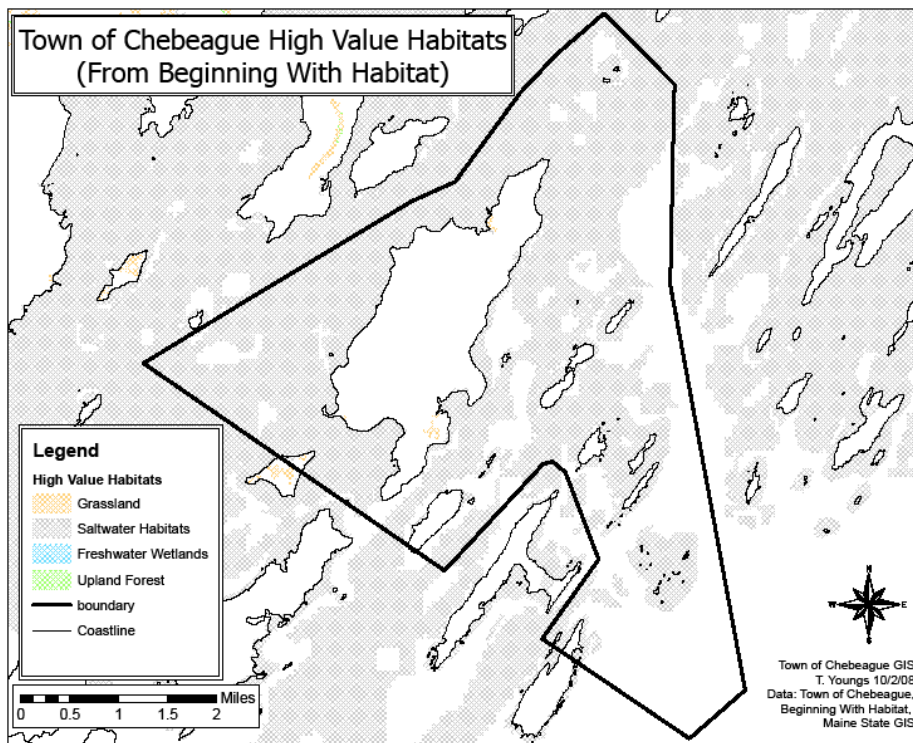 Town of Chebeague High Value Habitats
(From Beginning With Habitat)
Legend
High Value Habitats
Grassland
Saltwater Habitats
Freshwater Wetlands
Upland Forest
boundary
Coastline
Miles
0 0.5 1 2
N
W E
S
Town of Chebeague GIS
T. Youngs 10/2/08
Data: Town of Chebeague,
Beginning With Habitat,
Maine State GIS